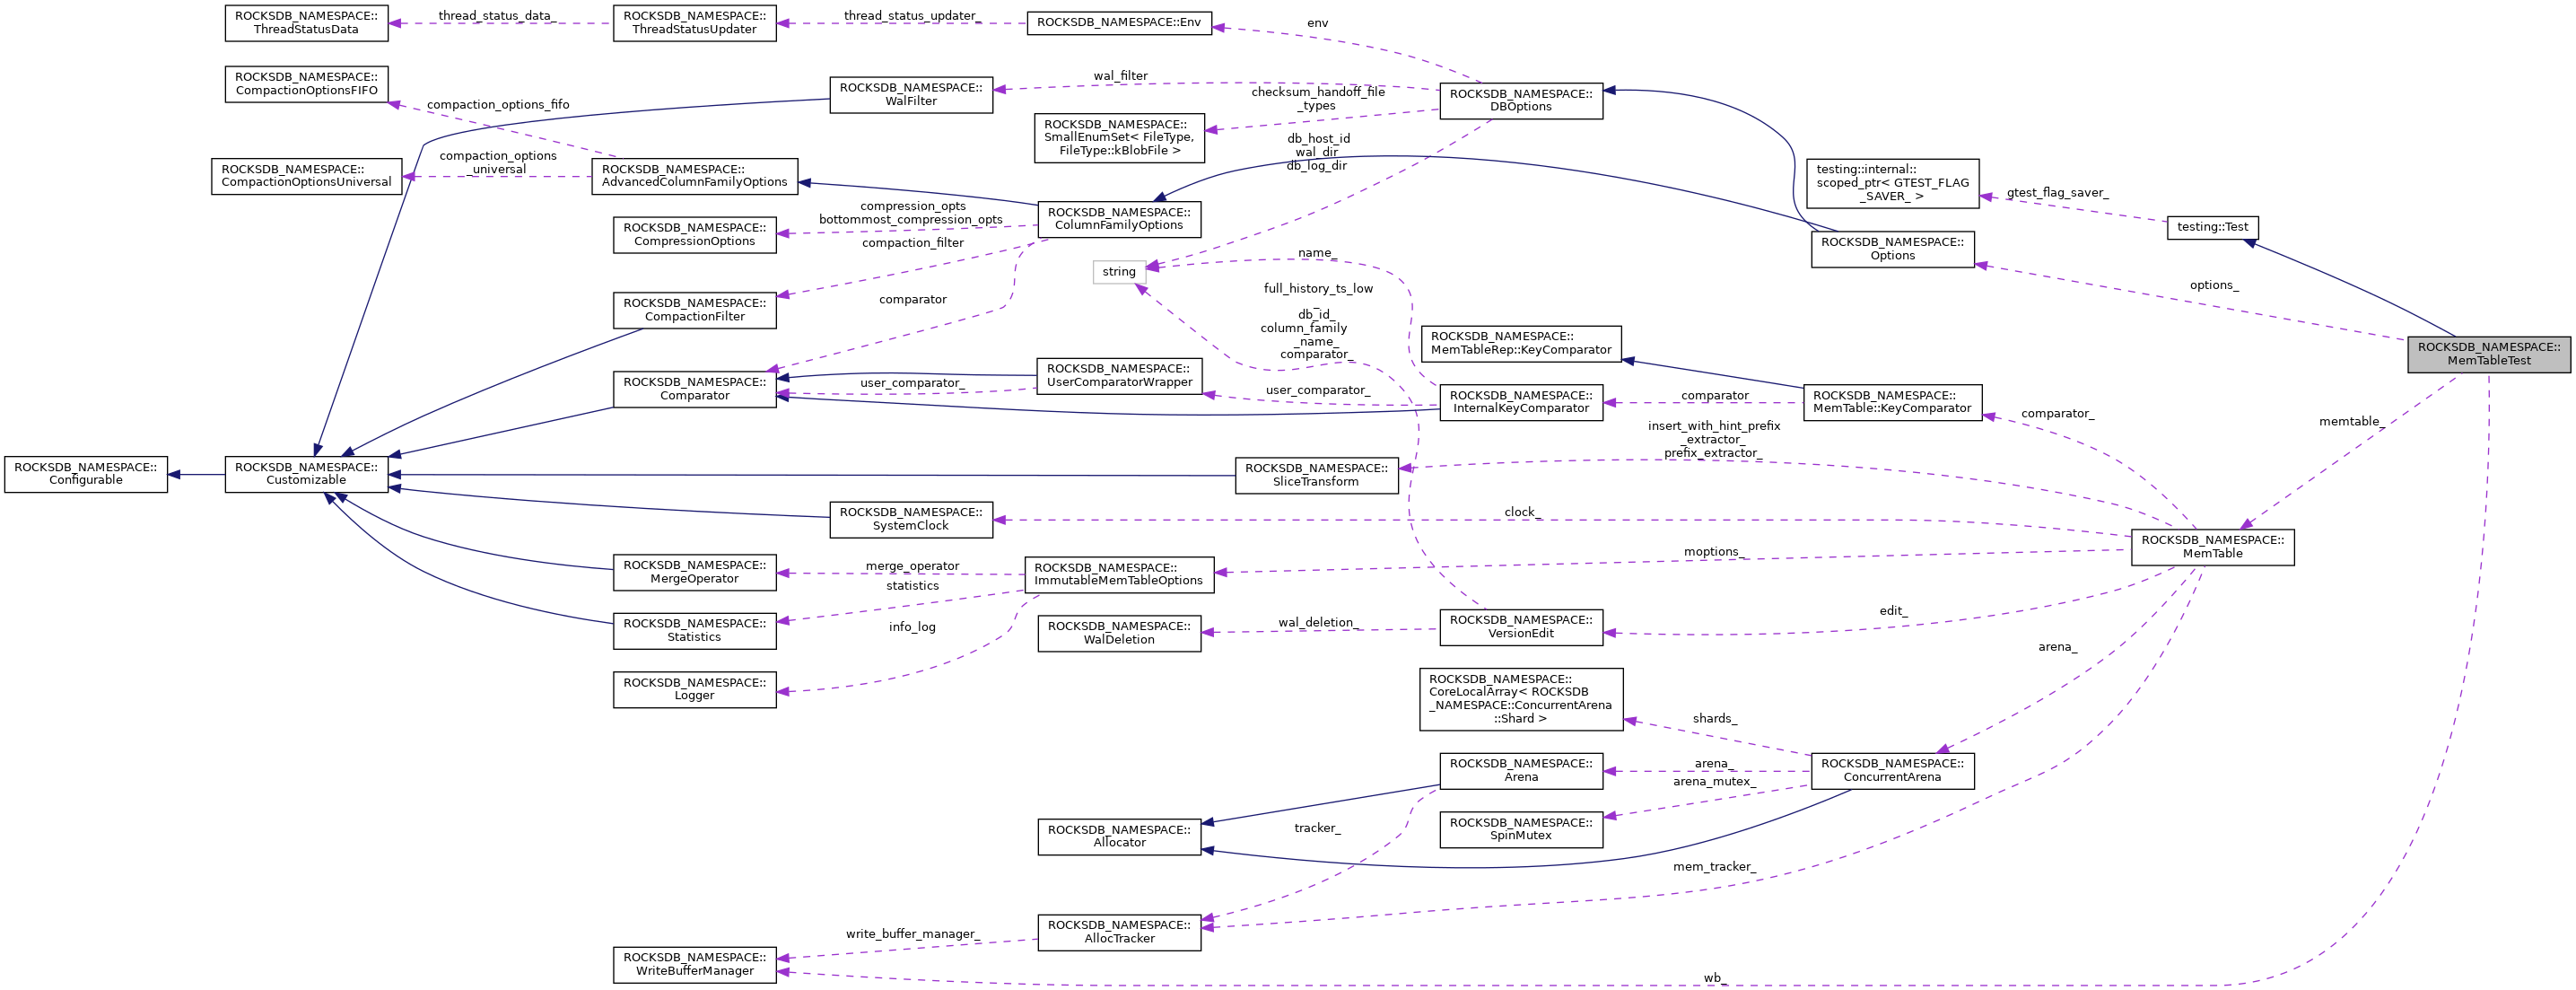 ROCKSDB_NAMESPACE::
ThreadStatusData
thread_status_data_
ROCKSDB_NAMESPACE::
ThreadStatusUpdater
thread_status_updater_
ROCKSDB_NAMESPACE::Env
env
ROCKSDB_NAMESPACE::
CompactionOptionsFIFO
compaction_options_fifo
ROCKSDB_NAMESPACE::
WalFilter
wal_filter
checksum_handoff_file
_types
ROCKSDB_NAMESPACE::
DBOptions
ROCKSDB_NAMESPACE::
SmallEnumSet< FileType,
FileType::kBlobFile >
db_host_id
wal_dir
db_log_dir
ROCKSDB_NAMESPACE::
CompactionOptionsUniversal
compaction_options
_universal
ROCKSDB_NAMESPACE::
AdvancedColumnFamilyOptions
testing::internal::
scoped_ptr< GTEST_FLAG
_SAVER_ >
gtest_flag_saver_
testing::Test
ROCKSDB_NAMESPACE::
CompressionOptions
compression_opts
bottommost_compression_opts
compaction_filter
ROCKSDB_NAMESPACE::
ColumnFamilyOptions
ROCKSDB_NAMESPACE::
Options
string
name_
options_
ROCKSDB_NAMESPACE::
CompactionFilter
comparator
full_history_ts_low
_
db_id_
column_family
_name_
comparator_
ROCKSDB_NAMESPACE::
MemTableRep::KeyComparator
ROCKSDB_NAMESPACE::
MemTableTest
ROCKSDB_NAMESPACE::
Comparator
user_comparator_
ROCKSDB_NAMESPACE::
UserComparatorWrapper
user_comparator_
ROCKSDB_NAMESPACE::
InternalKeyComparator
comparator
ROCKSDB_NAMESPACE::
MemTable::KeyComparator
comparator_
memtable_
insert_with_hint_prefix
_extractor_
prefix_extractor_
ROCKSDB_NAMESPACE::
Configurable
ROCKSDB_NAMESPACE::
Customizable
ROCKSDB_NAMESPACE::
SliceTransform
ROCKSDB_NAMESPACE::
SystemClock
clock_
ROCKSDB_NAMESPACE::
MemTable
ROCKSDB_NAMESPACE::
MergeOperator
merge_operator
statistics
info_log
ROCKSDB_NAMESPACE::
ImmutableMemTableOptions
moptions_
ROCKSDB_NAMESPACE::
Statistics
ROCKSDB_NAMESPACE::
WalDeletion
wal_deletion_
ROCKSDB_NAMESPACE::
VersionEdit
edit_
arena_
ROCKSDB_NAMESPACE::
Logger
ROCKSDB_NAMESPACE::
CoreLocalArray< ROCKSDB
_NAMESPACE::ConcurrentArena
::Shard >
shards_
ROCKSDB_NAMESPACE::
Arena
arena_
arena_mutex_
ROCKSDB_NAMESPACE::
ConcurrentArena
ROCKSDB_NAMESPACE::
SpinMutex
ROCKSDB_NAMESPACE::
Allocator
tracker_
mem_tracker_
ROCKSDB_NAMESPACE::
AllocTracker
write_buffer_manager_
ROCKSDB_NAMESPACE::
WriteBufferManager
wb_